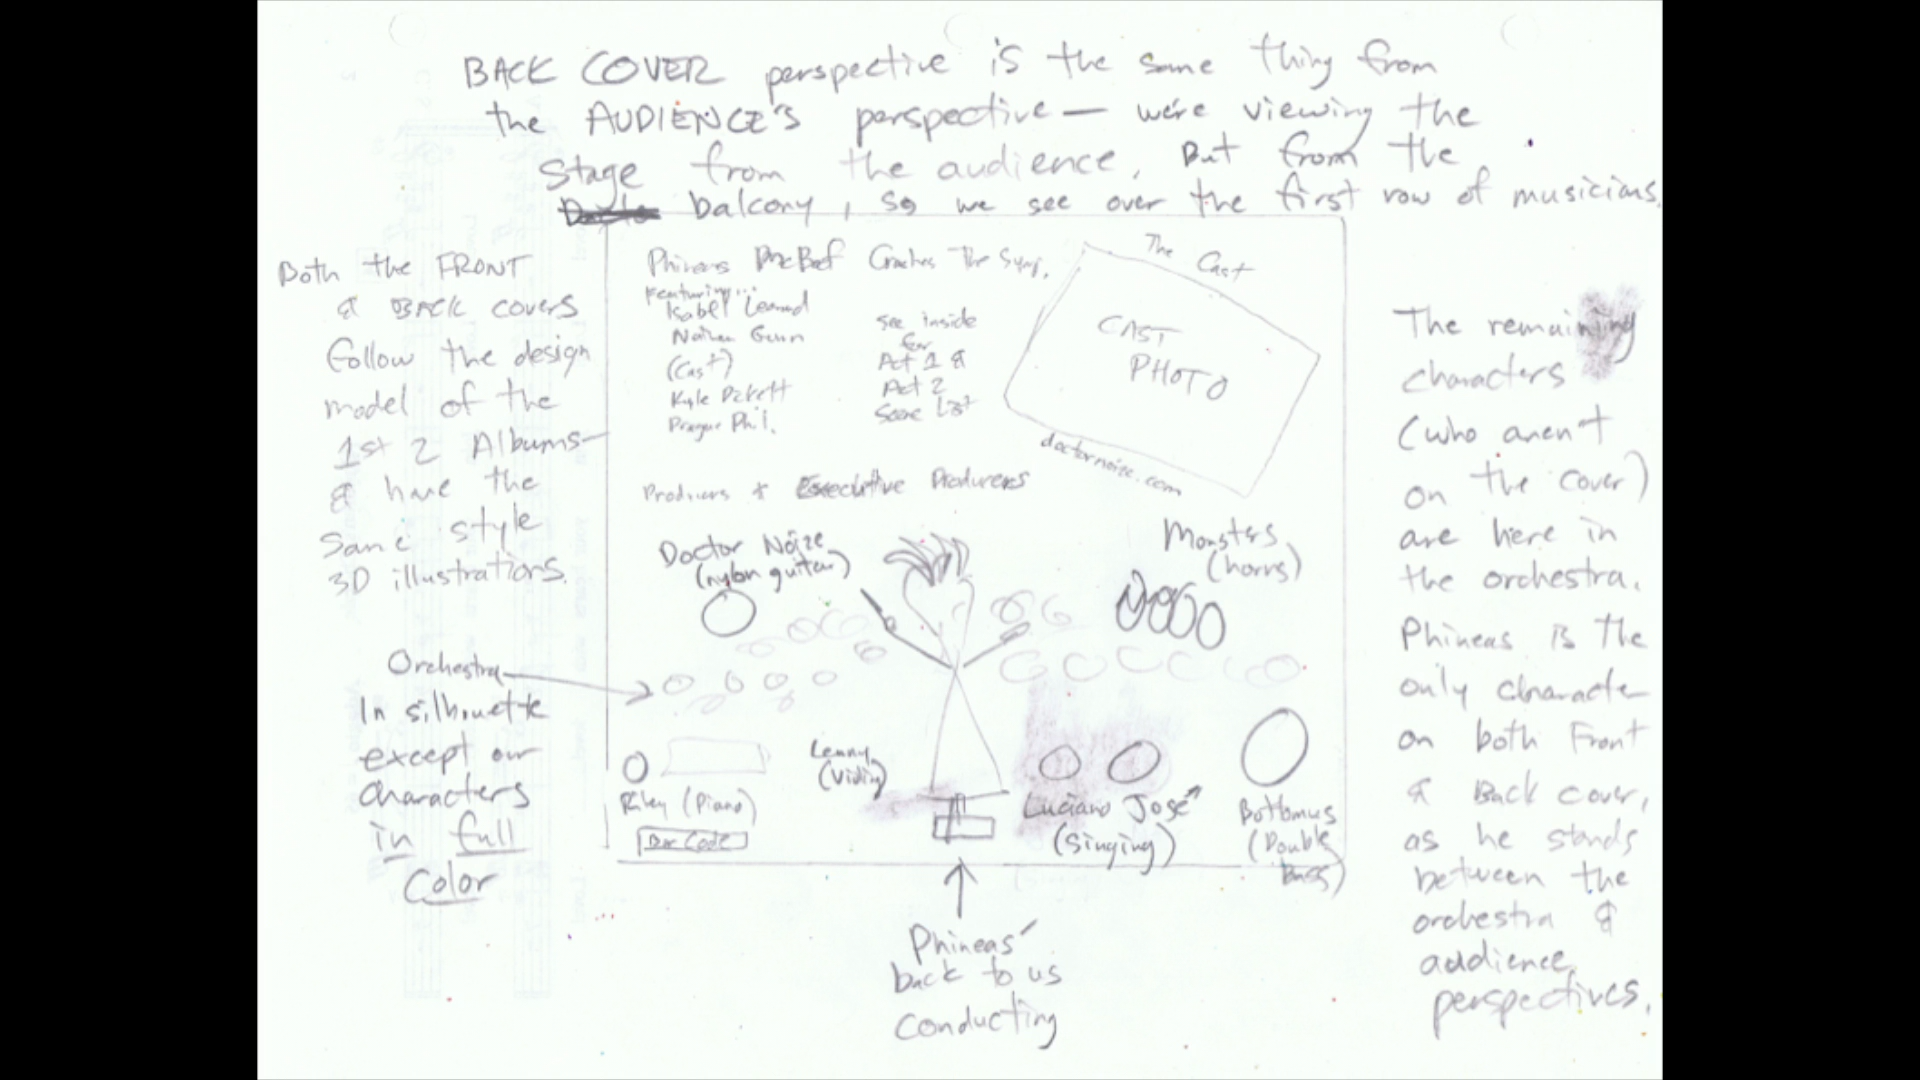 BACK COVER perspective is the same thing from
the AUDIENCE'S perspective — we're viewing the
stage from the audience, But from the
balcony, so we see over the first row of musicians.
Both the FRONT
& BACK covers
follow the design
model of the
1st 2 Albums
& have the
same style
3D illustrations.
Orchestra
In silhouette
except our
characters
in full
color
Phineas McBoof Crashes The Symp.
Featuring...
Isabel Leonard
Nathan Gunn
(Cast)
Kyle Pickett
Prague Phil.
See inside
for
Act 1 &
Act 2
Scene List
The Cast
CAST
PHOTO
doctornoize.com
Producers & Executive Producers
Doctor Noize
(nylon guitar)
Monsters
(horns)
Riley (Piano)
Bar Code
Lenny
(Violin)
Luciano José
(Singing)
Bottomus
(Double
Bass)
Phineas'
back to us
conducting
The remaining
characters
(who aren't
on the cover)
are here in
the orchestra.
Phineas is the
only character
on both Front
& Back cover,
as he stands
between the
orchestra &
audience
perspectives.